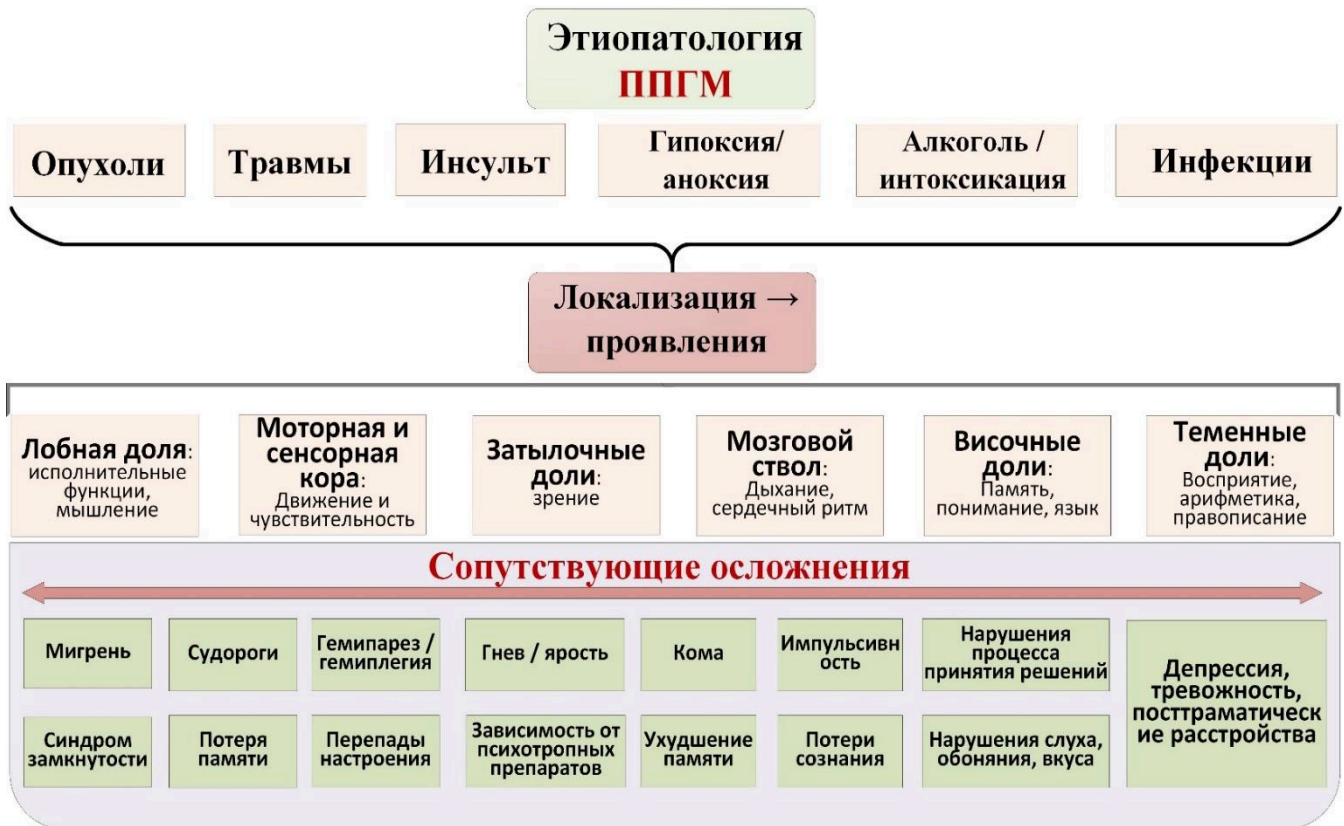 Этиопатология
ППГМ
Опухоли
Травмы
Инсульт
Гипоксия/
аноксия
Алкоголь /
интоксикация
Инфекции
Локализация →
проявления
Лобная доля:
исполнительные
функции,
мышление
Моторная и
сенсорная
кора:
Движение и
чувствительность
Затылочные
доли:
зрение
Мозговой
ствол:
Дыхание,
сердечный ритм
Височные
доли:
Память,
понимание, язык
Теменные
доли:
Восприятие,
арифметика,
правописание
Сопутствующие осложнения
Мигрень
Судороги
Гемипарез /
гемиплегия
Гнев / ярость
Кома
Импульсивн
ость
Нарушения
процесса
принятия решений
Депрессия,
тревожность,
посттраматическ
ие расстройства
Синдром
замкнутости
Потеря
памяти
Перепады
настроения
Зависимость от
психотропных
препаратов
Ухудшение
памяти
Потери
сознания
Нарушения слуха,
обоняния, вкуса